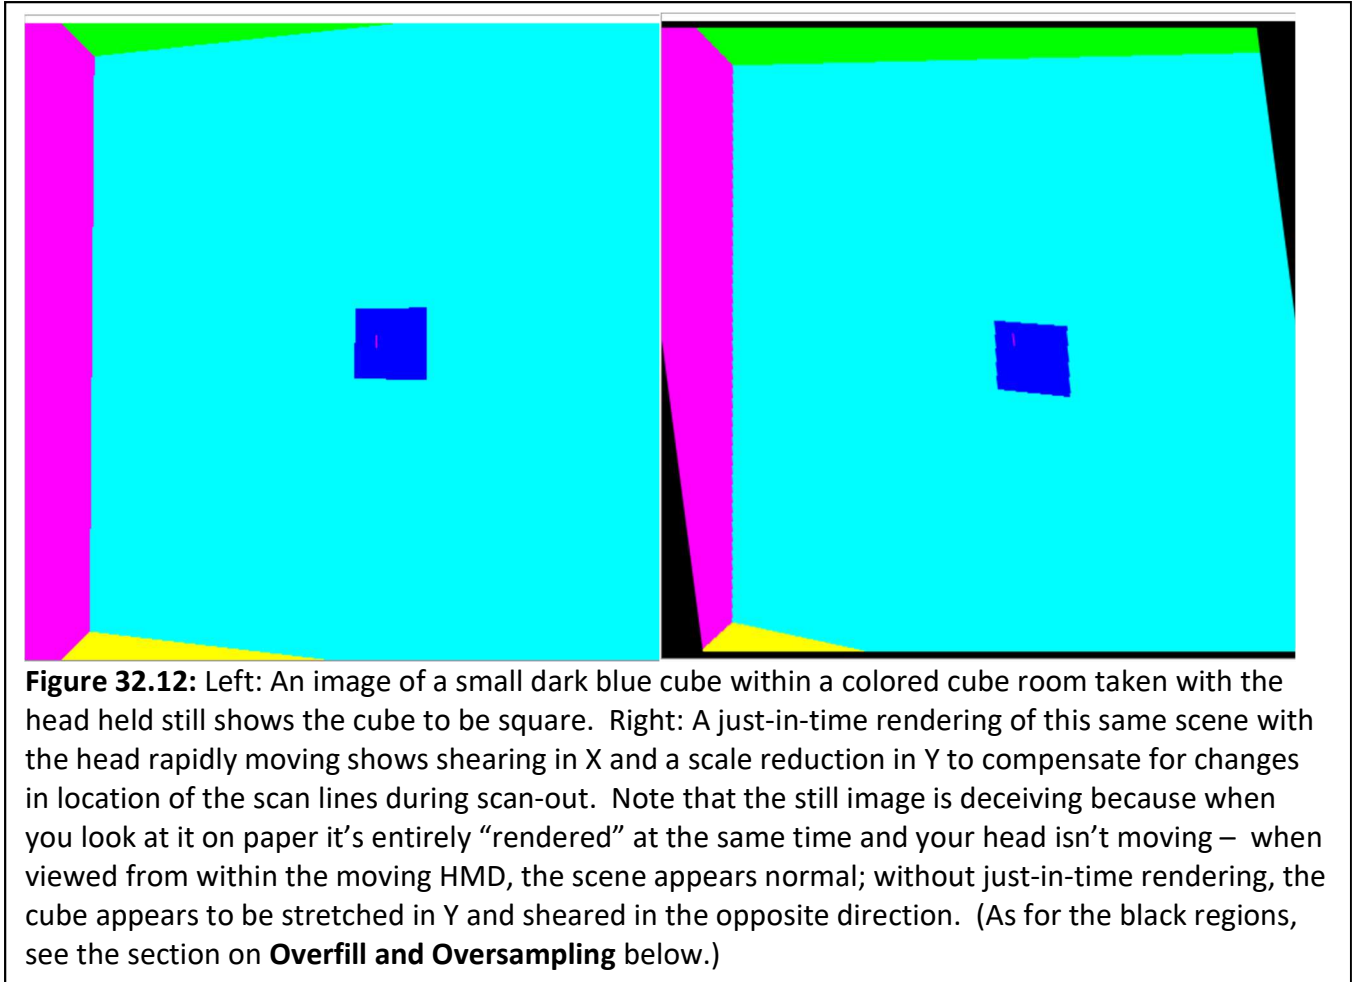 Figure 32.12: Left: An image of a small dark blue cube within a colored cube room taken with the
head held still shows the cube to be square.  Right: A just-in-time rendering of this same scene with
the head rapidly moving shows shearing in X and a scale reduction in Y to compensate for changes
in location of the scan lines during scan-out.  Note that the still image is deceiving because when
you look at it on paper it’s entirely “rendered” at the same time and your head isn’t moving –  when
viewed from within the moving HMD, the scene appears normal; without just-in-time rendering, the
cube appears to be stretched in Y and sheared in the opposite direction.  (As for the black regions,
see the section on Overfill and Oversampling below.)